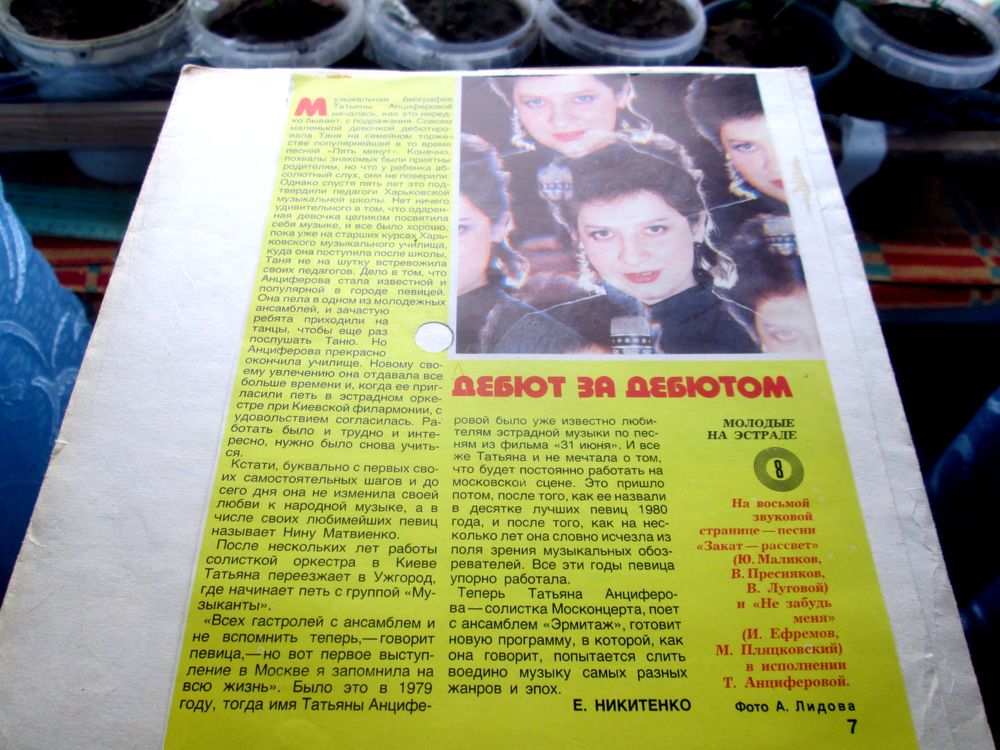 Музыкальная биография
Татьяны Анциферовой
началась, как это неред-
ко бывает, с подражания. Совсем
маленькой девочкой дебютиро-
вала Таня на семейном торже-
стве популярнейшей в то время
песней «Пять минут». Конечно,
похвалы знакомых были приятны
родителям, но что у ребенка аб-
солютный слух, они не поверили.
Однако спустя пять лет это под-
твердили педагоги Харьковской
музыкальной школы. Нет ничего
удивительного в том, что одарен-
ная девочка целиком посвятила
себя музыке, и все было хорошо,
пока уже на старших курсах Харь-
ковского музыкального училища,
куда она поступила после школы,
Таня не на шутку встревожила
своих педагогов. Дело в том, что
Анциферова стала известной и
популярной в городе певицей.
Она пела в одном из молодежных
ансамблей, и зачастую
ребята приходили на
танцы, чтобы еще раз
послушать Таню. Но
Анциферова прекрасно
окончила училище. Новому сво-
ему увлечению она отдавала все
больше времени и, когда ее приг-
ласили петь в эстрадном орке-
стре при Киевской филармонии, с
удовольствием согласилась. Ра-
ботать было и трудно и инте-
ресно, нужно было снова учить-
ся.
Кстати, буквально с первых сво-
их самостоятельных шагов и до
сего дня она не изменила своей
любви к народной музыке, а в
числе своих любимейших певиц
называет Нину Матвиенко.
После нескольких лет работы
солисткой оркестра в Киеве
Татьяна переезжает в Ужгород,
где начинает петь с группой «Му-
зыканты».
«Всех гастролей с ансамблем и
не вспомнить теперь,— говорит
певица,— но вот первое выступ-
ление в Москве я запомнила на
всю жизнь». Было это в 1979
году, тогда имя Татьяны Анцифе-
ДЕБЮТ ЗА ДЕБЮТОМ
ровой было уже известно люби-
телям эстрадной музыки по пес-
ням из фильма «31 июня». И все
же Татьяна и не мечтала о том,
что будет постоянно работать на
московской сцене. Это пришло
потом, после того, как ее назвали
в десятке лучших певиц 1980
года, и после того, как на нес-
колько лет она словно исчезла из
поля зрения музыкальных обоз-
ревателей. Все эти годы певица
упорно работала.
Теперь Татьяна Анциферо-
ва — солистка Москонцерта, поет
с ансамблем «Эрмитаж», готовит
новую программу, в которой, как
она говорит, попытается слить
воедино музыку самых разных
жанров и эпох.
Е. НИКИТЕНКО
МОЛОДЫЕ
НА ЭСТРАДЕ
8
На восьмой
звуковой
странице — песни
«Закат — рассвет»
(Ю. Маликов,
В. Пресняков,
В. Луговой)
и «Не забудь
меня»
(И. Ефремов,
М. Пляцковский)
в исполнении
Т. Анциферовой.
Фото А. Лидова
7